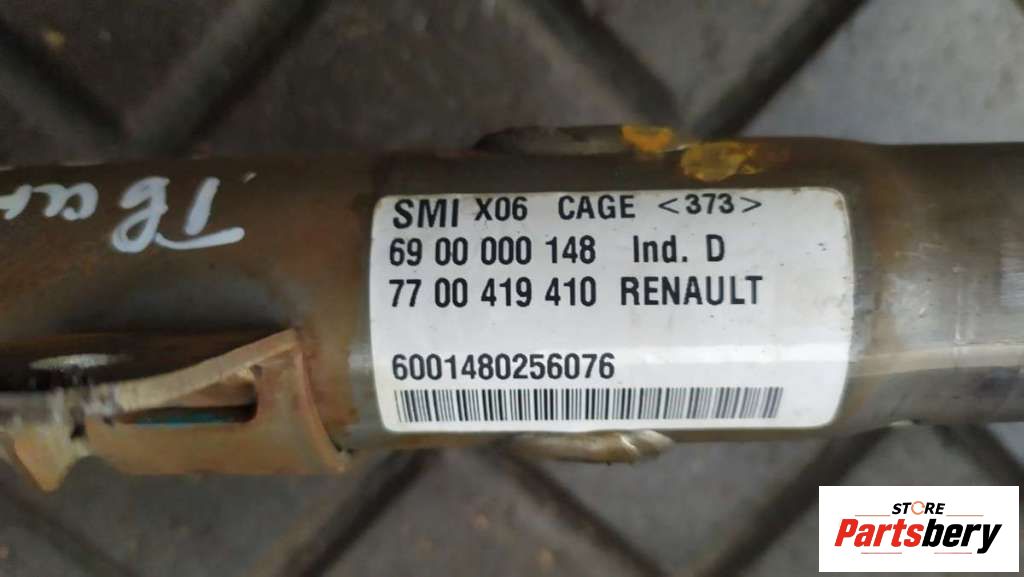 SMI X06 CAGE <373>
69 00 000 148 Ind. D
77 00 419 410 RENAULT
6001480256076
STORE
Partsbery